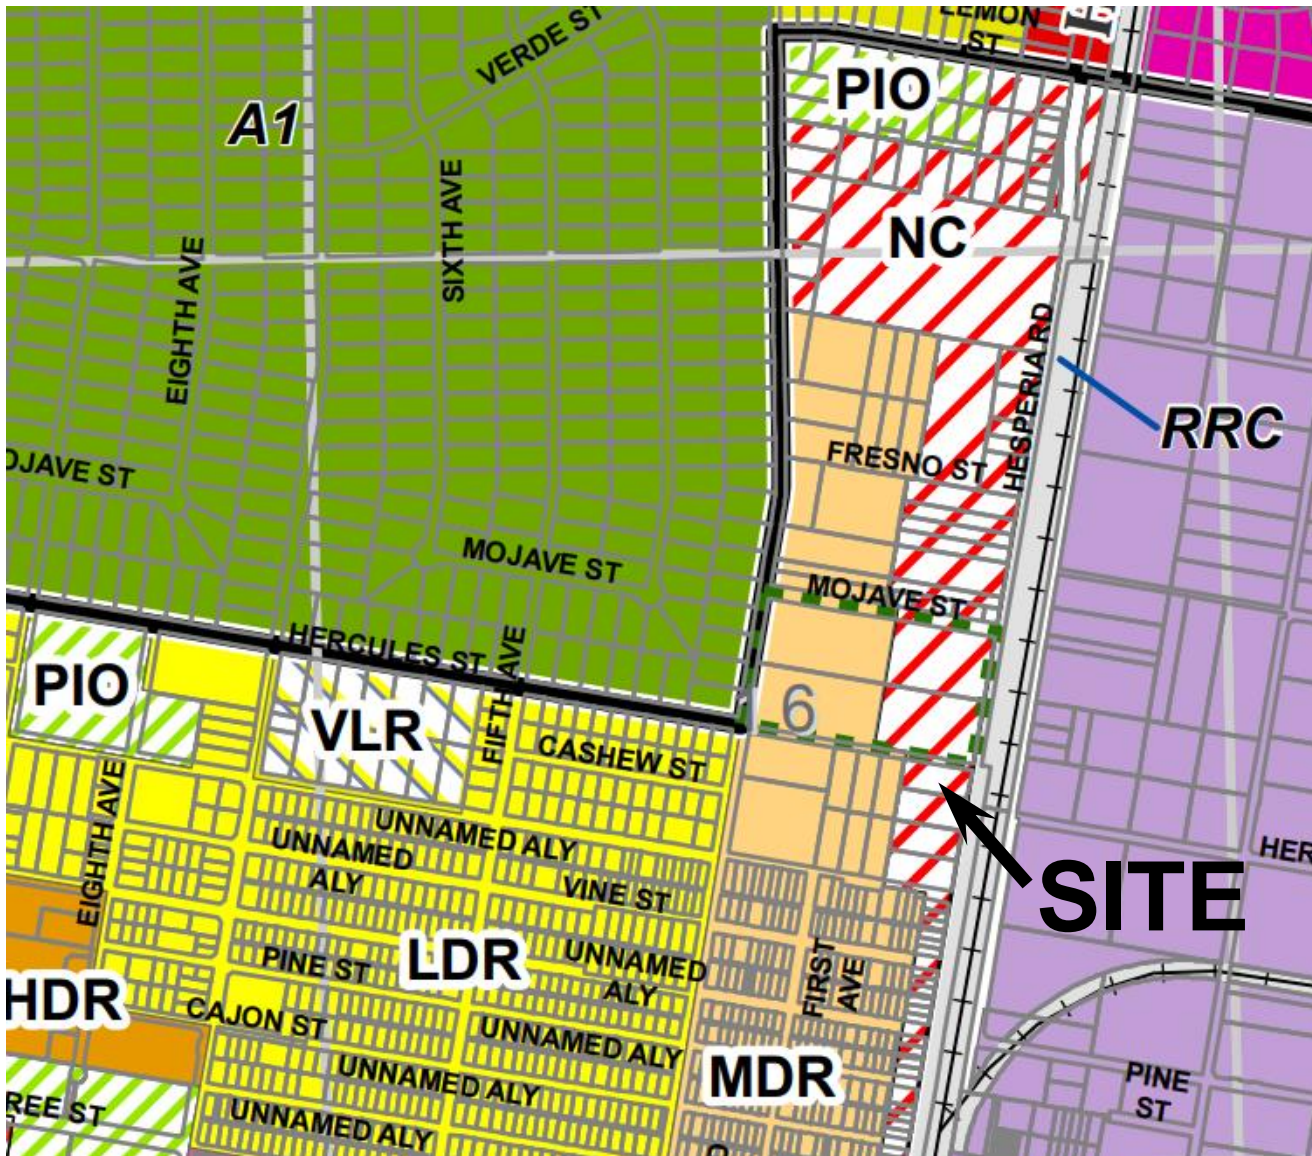 LEMON
ST
VERDE ST
PIO
A1
SIXTH AVE
NC
EIGHTH AVE
HESPERIA RD
RRC
FRESNO ST
OJAVE ST
MOJAVE ST
MOJAVE ST
HERCULES ST
FIFTH AVE
PIO
16
VLR
CASHEW ST
UNNAMED ALY
UNNAMED
ALY
HER
EIGHTH AVE
VINE ST
SITE
LDR
PINE ST
UNNAMED
ALY
FIRST
AVE
HDR
CAJON ST
UNNAMED ALY
UNNAMED ALY
MDR
PINE
ST
REE ST
UNNAMED ALY